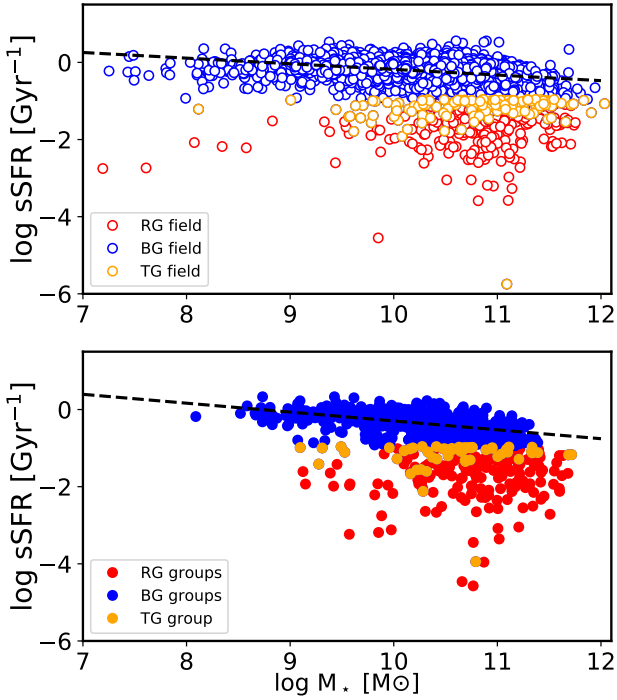 0
−2
−4
−6
log sSFR [Gyr⁻¹]
RG field
BG field
TG field
7 8 9 10 11 12
0
−2
−4
−6
log sSFR [Gyr⁻¹]
RG groups
BG groups
TG group
7 8 9 10 11 12
log M⋆ [M⊙]